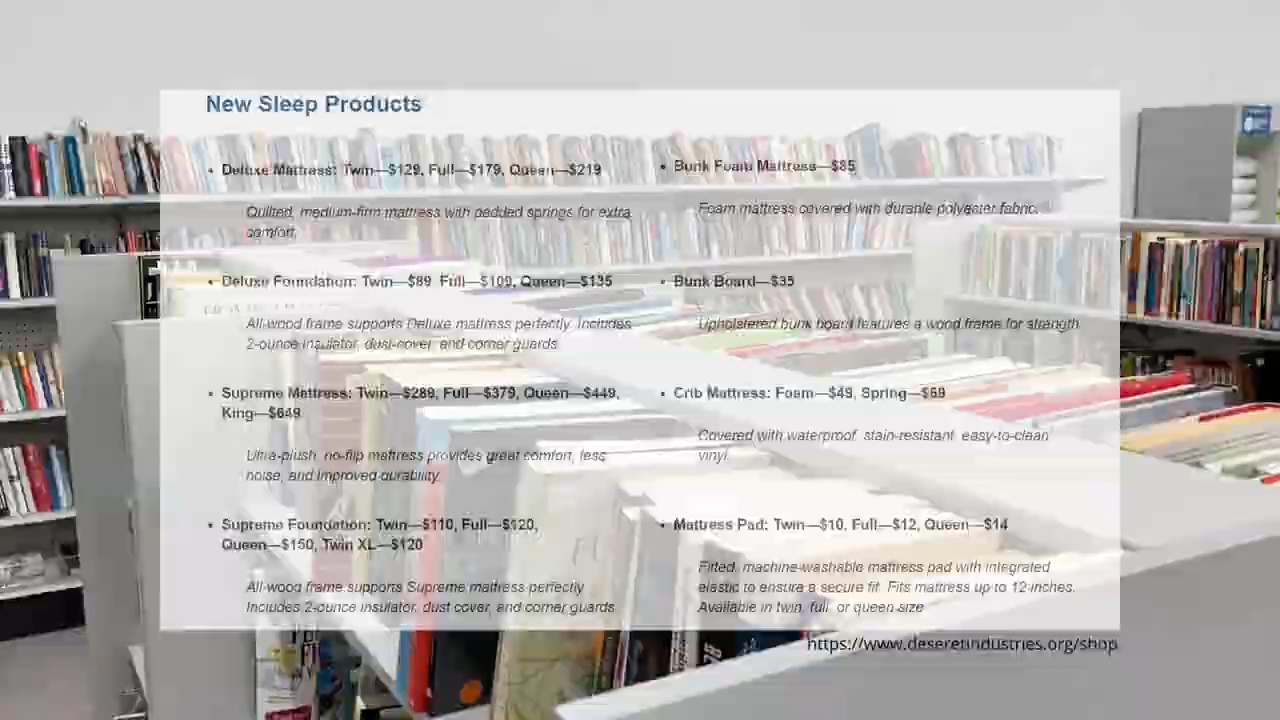 New Sleep Products
• Deluxe Mattress: Twin—$129, Full—$179, Queen—$219
Quilted, medium-firm mattress with padded springs for extra
comfort.
• Deluxe Foundation: Twin—$89 Full—$109, Queen—$135
All-wood frame supports Deluxe mattress perfectly. Includes
2-ounce insulator, dust-cover, and corner guards.
• Supreme Mattress: Twin—$289, Full—$379, Queen—$449,
King—$649
Ultra-plush, no-flip mattress provides great comfort, less
noise, and improved durability.
• Supreme Foundation: Twin—$110, Full—$120,
Queen—$150, Twin XL—$120
All-wood frame supports Supreme mattress perfectly
Includes 2-ounce insulator, dust cover, and corner guards.
• Bunk Foam Mattress—$85
Foam mattress covered with durable polyester fabric.
• Bunk Board—$35
Upholstered bunk board features a wood frame for strength.
• Crib Mattress: Foam—$49, Spring—$69
Covered with waterproof, stain-resistant, easy-to-clean
vinyl.
• Mattress Pad: Twin—$10, Full—$12, Queen—$14
Fitted, machine-washable mattress pad with integrated
elastic to ensure a secure fit. Fits mattress up to 12-inches.
Available in twin, full, or queen size
https://www.deseretindustries.org/shop